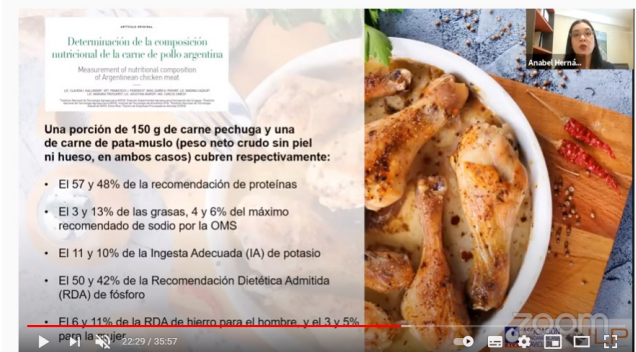 ARTÍCULO ORIGINAL
Determinación de la composición
nutricional de la carne de pollo argentina
Measurement of nutritional composition
of Argentinean chicken meat
Anabel Herná...
Una porción de 150 g de carne pechuga y una
de carne de pata-muslo (peso neto crudo sin piel
ni hueso, en ambos casos) cubren respectivamente:
• El 57 y 48% de la recomendación de proteínas
• El 3 y 13% de las grasas, 4 y 6% del máximo
recomendado de sodio por la OMS
• El 11 y 10% de la Ingesta Adecuada (IA) de potasio
• El 50 y 42% de la Recomendación Dietética Admitida
(RDA) de fósforo
• El 6 y 11% de la RDA de hierro para el hombre, y el 3 y 5%
para la mujer
zoom
22:29 / 35:57